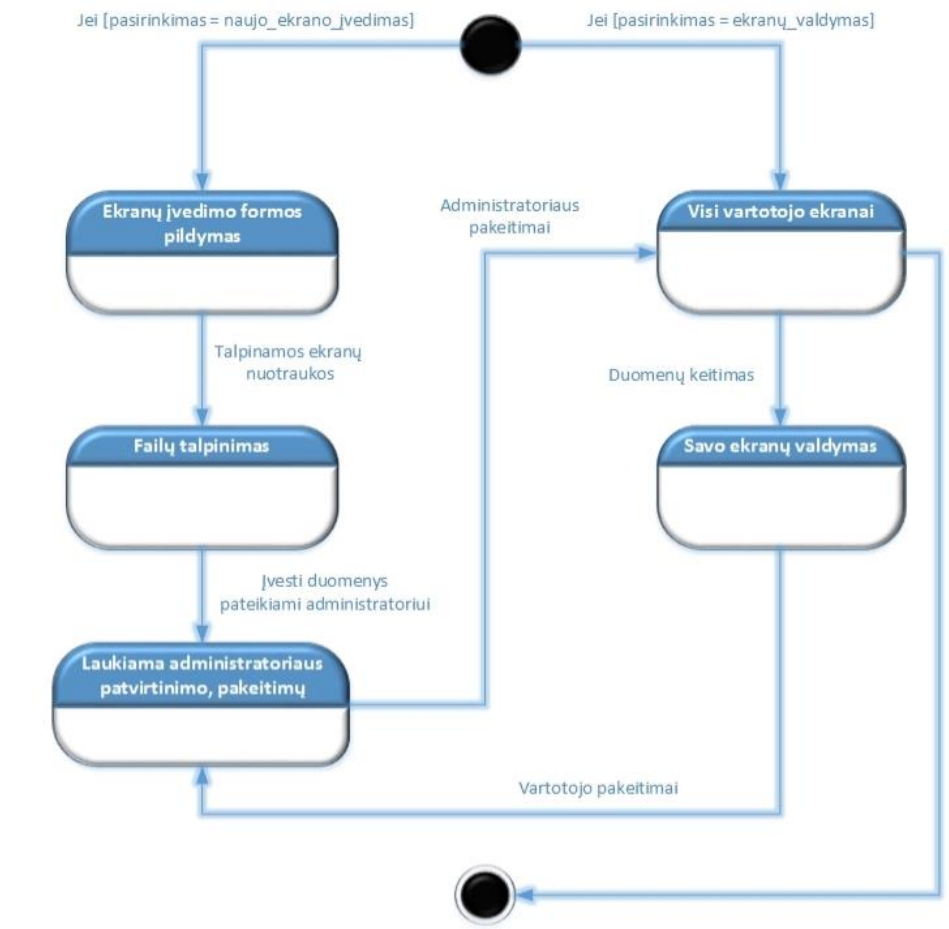 Jei [pasirinkimas = naujo_ekrano_įvedimas]
Jei [pasirinkimas = ekranų_valdymas]
Ekranų įvedimo formos
pildymas
Administratoriaus
pakeitimai
Visi vartotojo ekranai
Talpinamos ekranų
nuotraukos
Duomenų keitimas
Failų talpinimas
Savo ekranų valdymas
Įvesti duomenys
pateikiami administratoriui
Laukiama administratoriaus
patvirtinimo, pakeitimų
Vartotojo pakeitimai